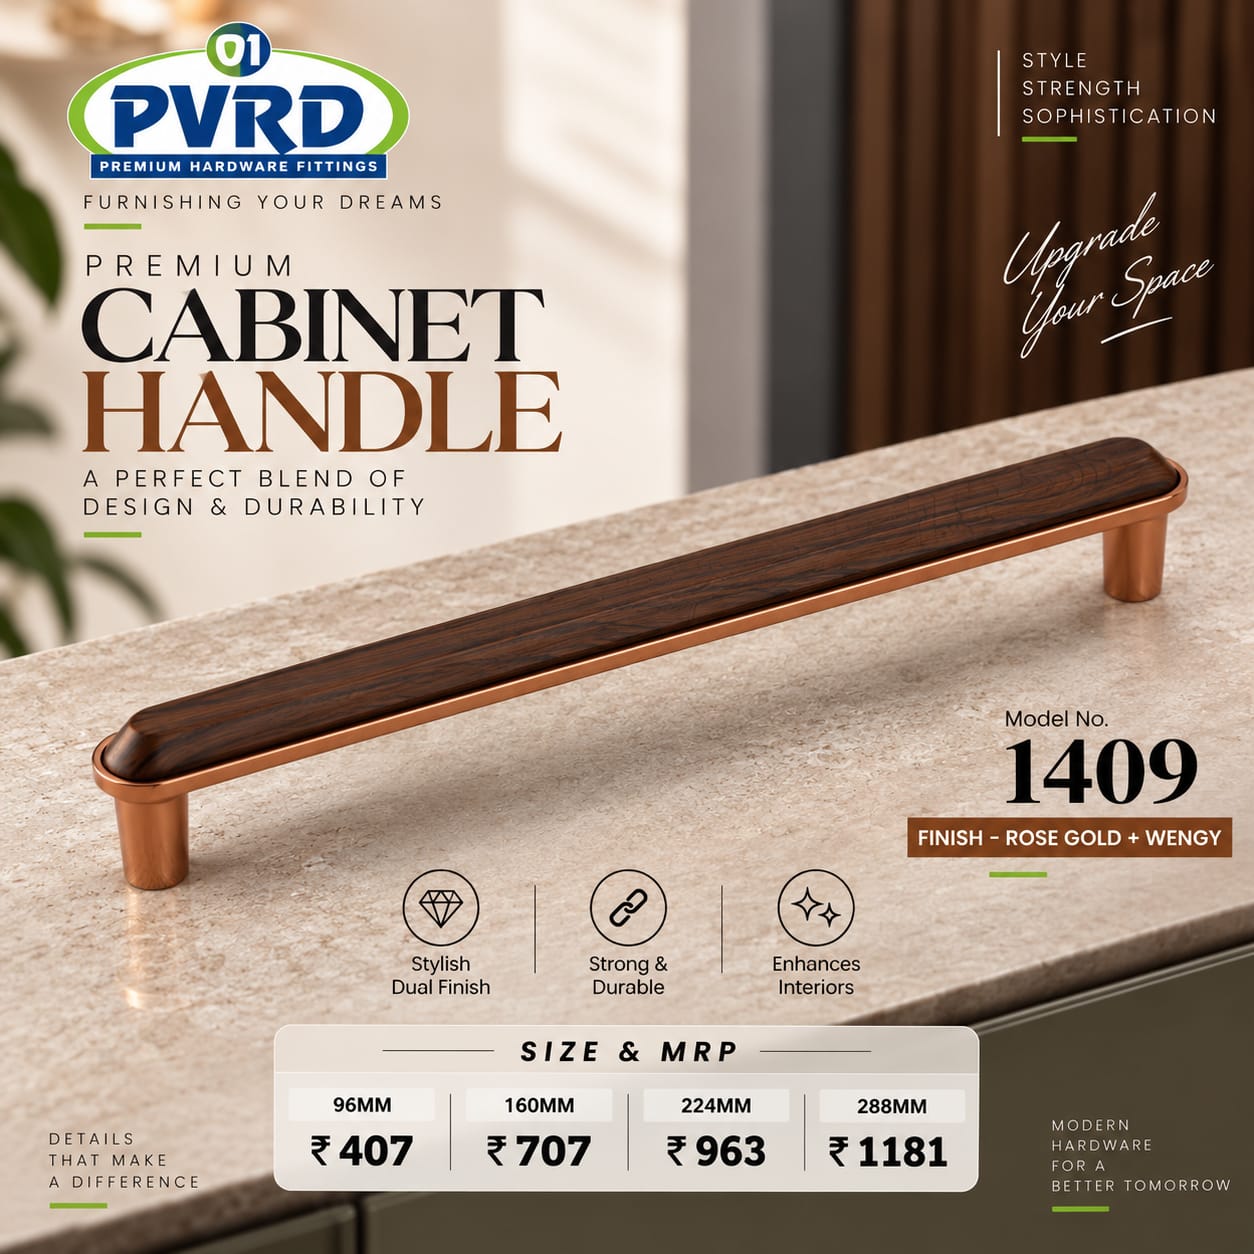 01
PVRD
PREMIUM HARDWARE FITTINGS
FURNISHING YOUR DREAMS
PREMIUM
CABINET
HANDLE
A PERFECT BLEND OF
DESIGN & DURABILITY
STYLE
STRENGTH
SOPHISTICATION
Upgrade
Your Space
Model No.
1409
FINISH - ROSE GOLD + WENGY
Stylish
Dual Finish
Strong &
Durable
Enhances
Interiors
SIZE & MRP
96MM 160MM 224MM 288MM
₹ 407 ₹ 707 ₹ 963 ₹ 1181
DETAILS
THAT MAKE
A DIFFERENCE
MODERN
HARDWARE
FOR A
BETTER TOMORROW